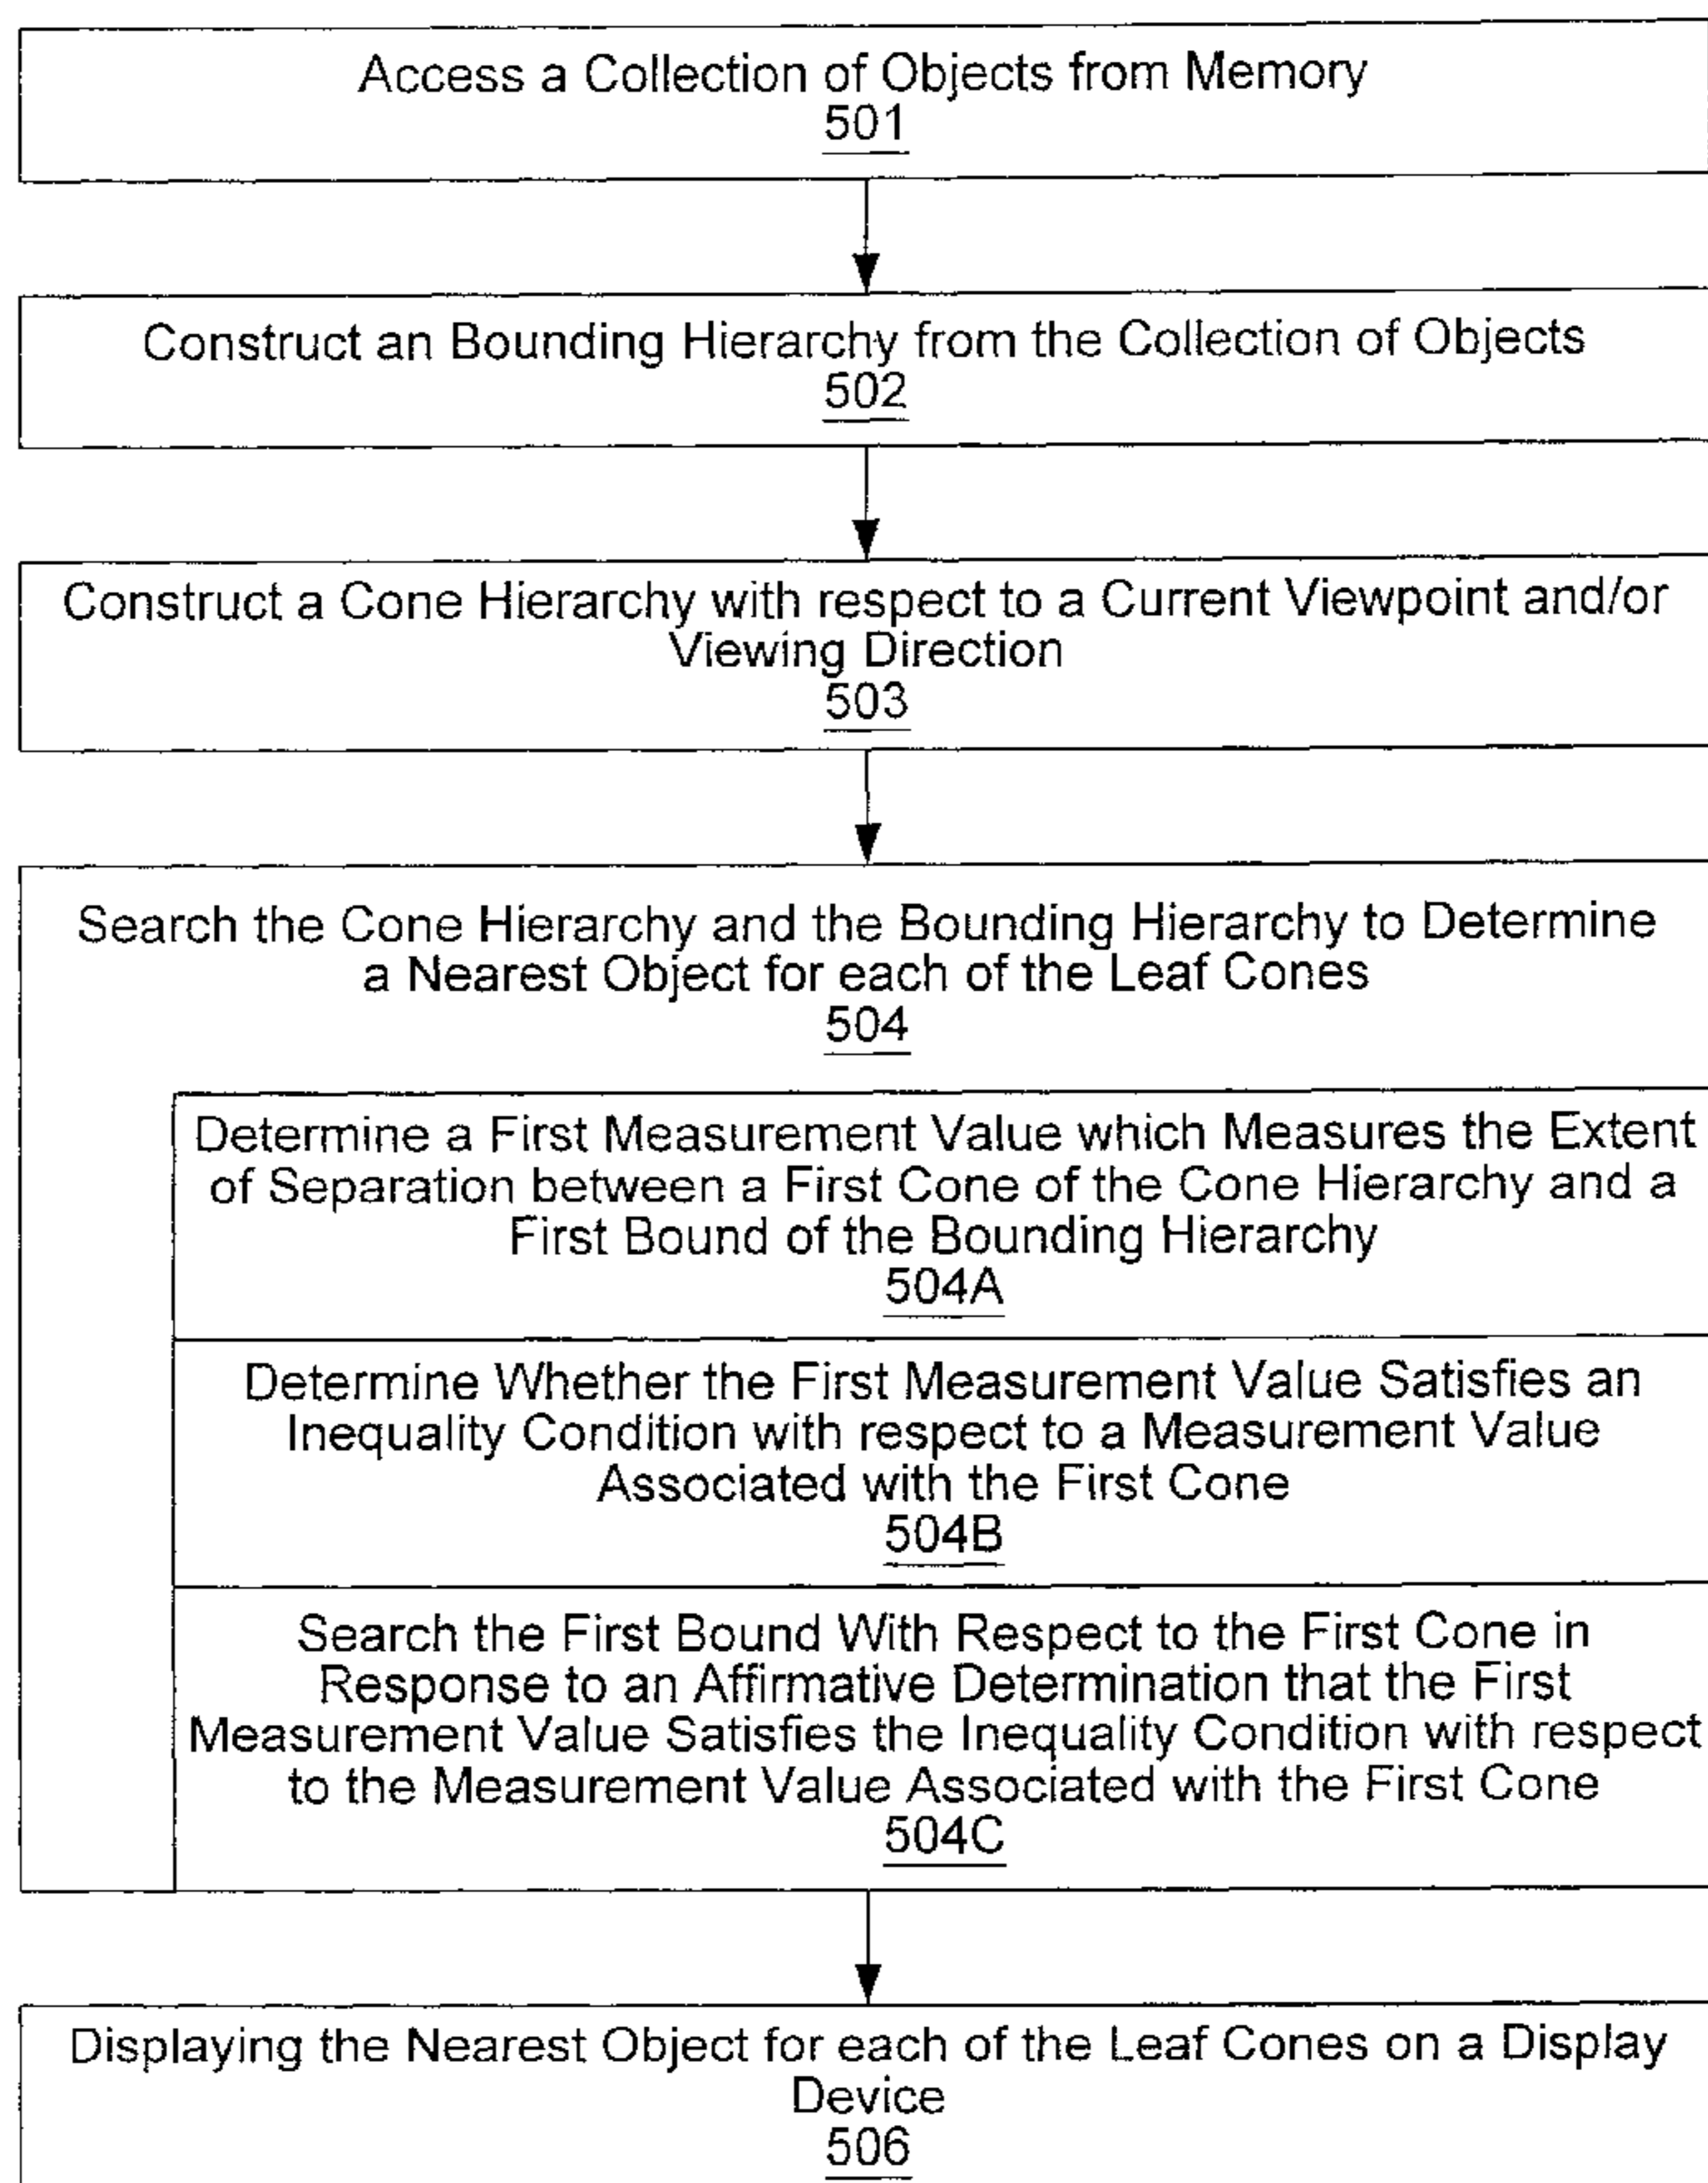 Access a Collection of Objects from Memory
501
Construct an Bounding Hierarchy from the Collection of Objects
502
Construct a Cone Hierarchy with respect to a Current Viewpoint and/or
Viewing Direction
503
Search the Cone Hierarchy and the Bounding Hierarchy to Determine
a Nearest Object for each of the Leaf Cones
504
Determine a First Measurement Value which Measures the Extent
of Separation between a First Cone of the Cone Hierarchy and a
First Bound of the Bounding Hierarchy
504A
Determine Whether the First Measurement Value Satisfies an
Inequality Condition with respect to a Measurement Value
Associated with the First Cone
504B
Search the First Bound With Respect to the First Cone in
Response to an Affirmative Determination that the First
Measurement Value Satisfies the Inequality Condition with respect
to the Measurement Value Associated with the First Cone
504C
Displaying the Nearest Object for each of the Leaf Cones on a Display
Device
506